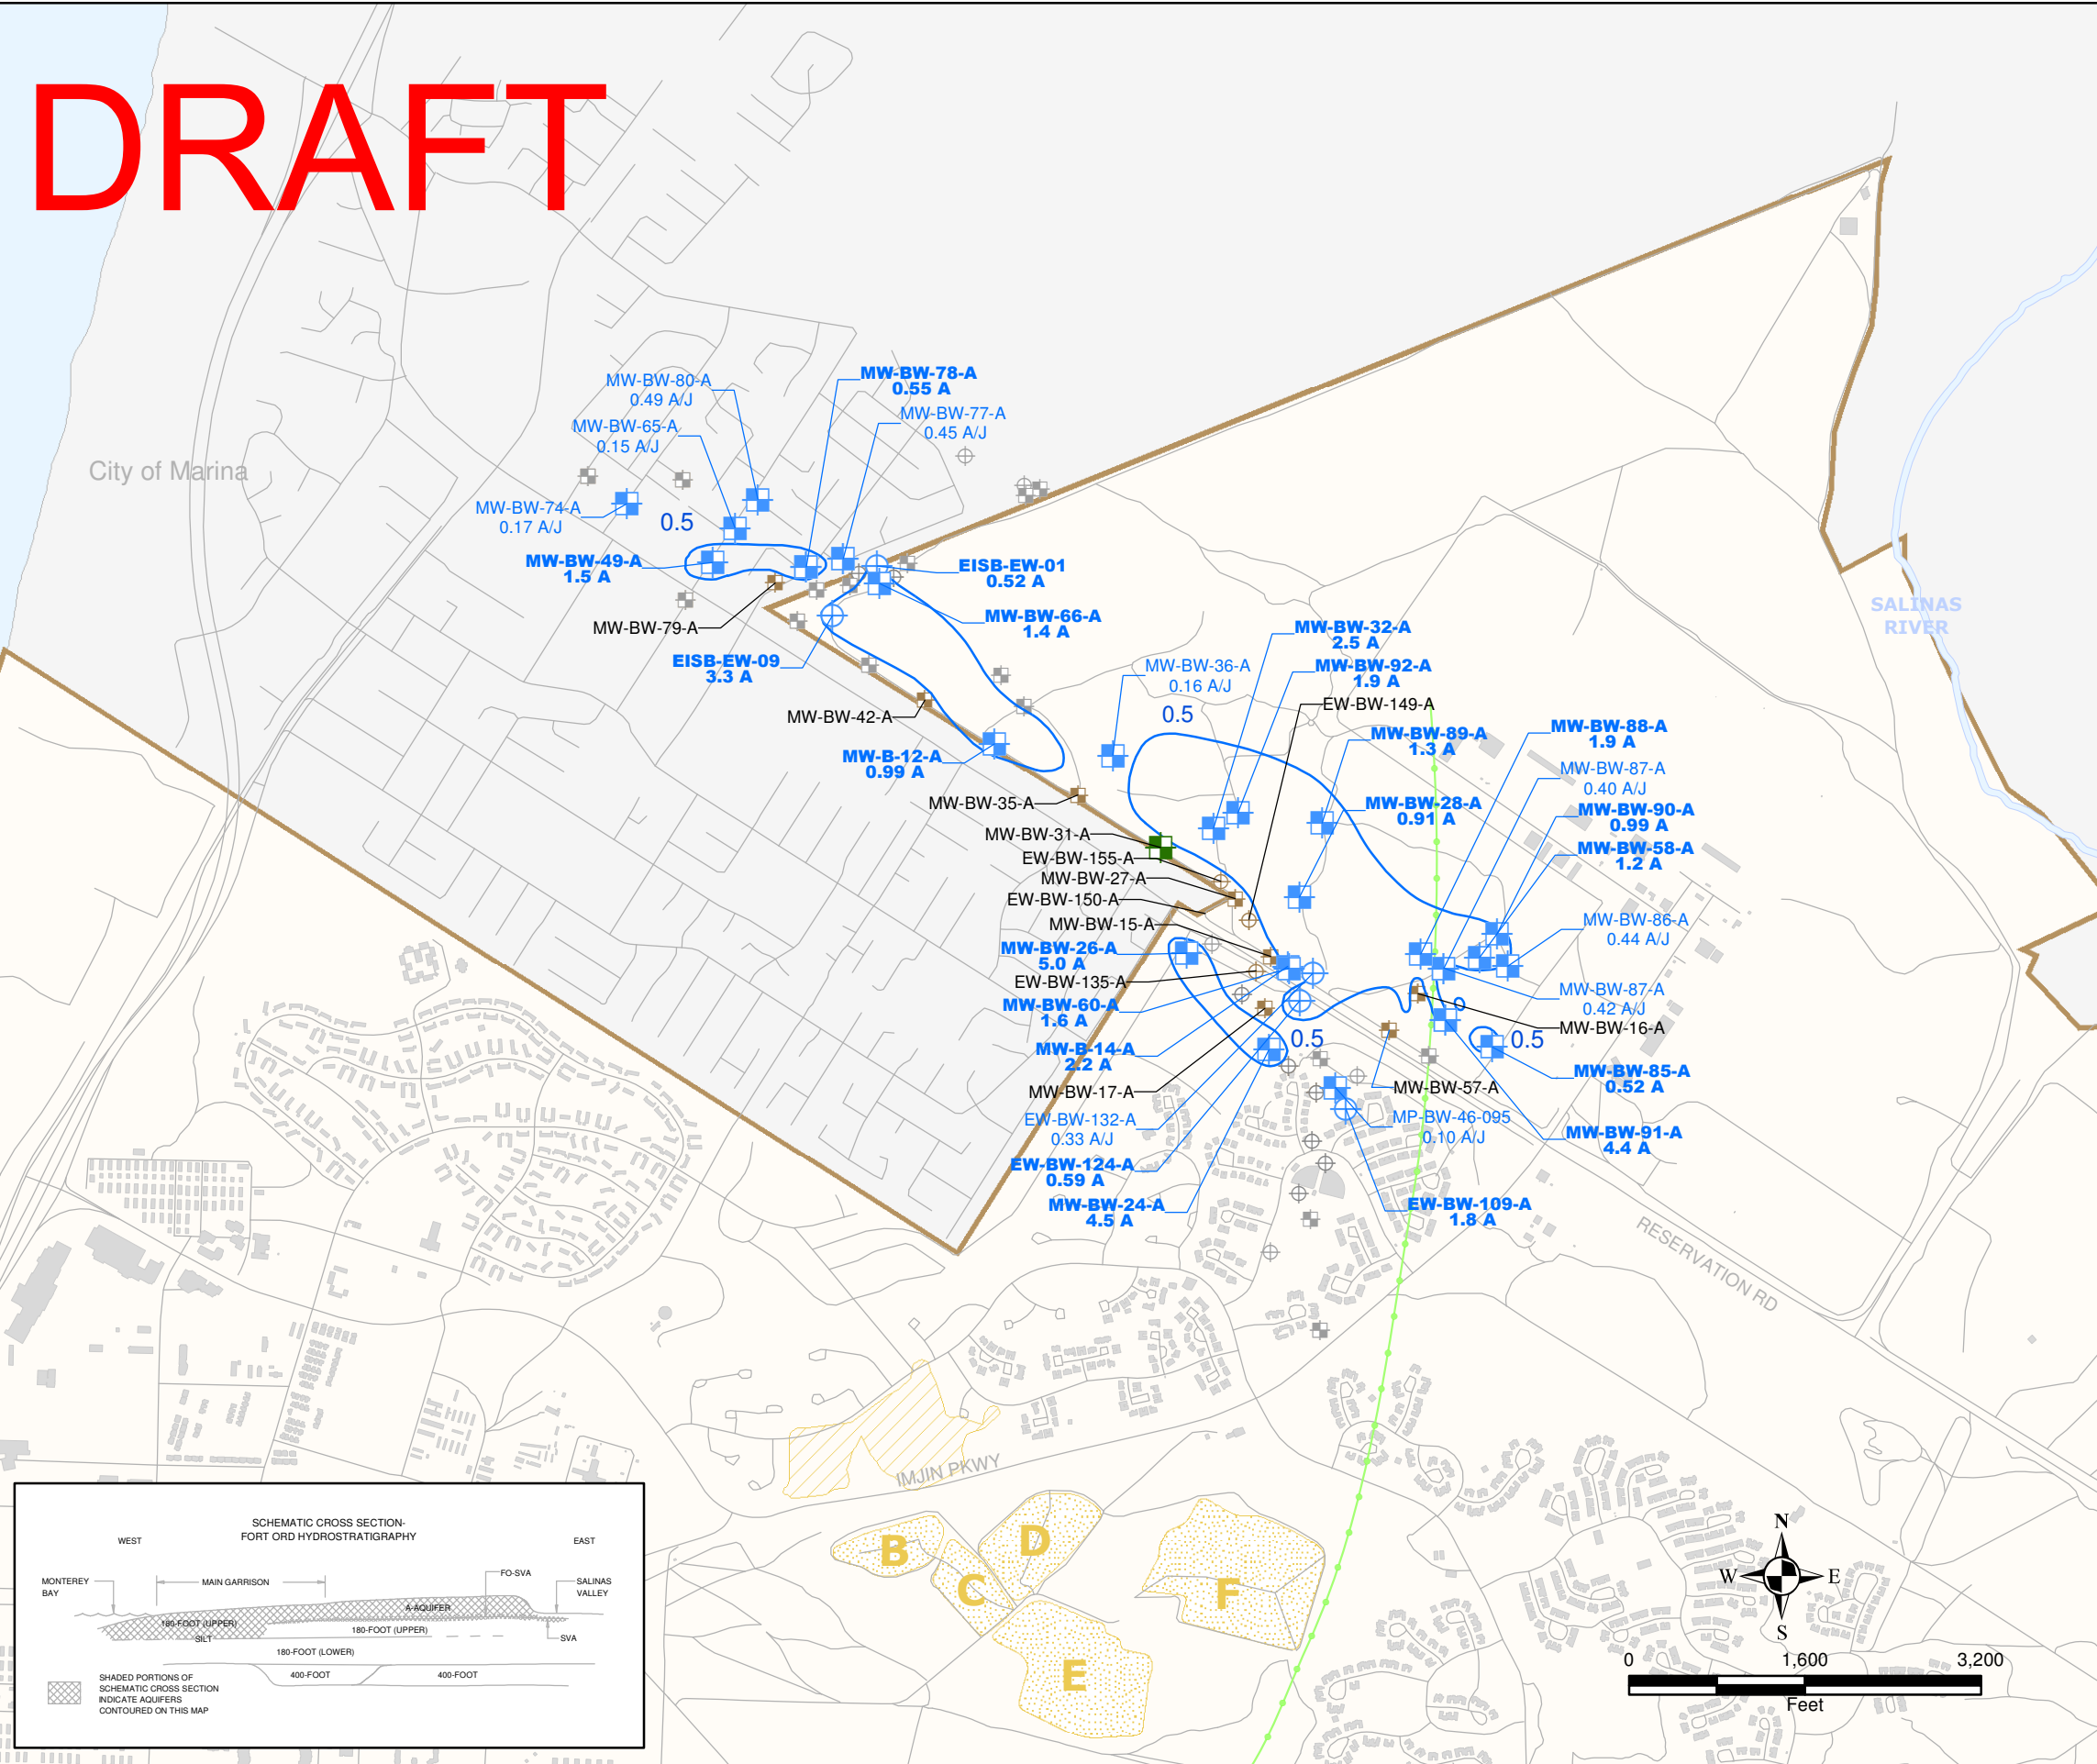 DRAFT
City of Marina
MW-BW-80-A
0.49 A/J
MW-BW-65-A
0.15 A/J
MW-BW-74-A
0.17 A/J
0.5
MW-BW-49-A
1.5 A
MW-BW-79-A
MW-BW-78-A
0.55 A
MW-BW-77-A
0.45 A/J
EISB-EW-01
0.52 A
MW-BW-66-A
1.4 A
EISB-EW-09
3.3 A
MW-BW-42-A
MW-B-12-A
0.99 A
MW-BW-35-A
MW-BW-31-A
EW-BW-155-A
MW-BW-27-A
EW-BW-150-A
MW-BW-15-A
MW-BW-26-A
5.0 A
EW-BW-135-A
MW-BW-60-A
1.6 A
MW-B-14-A
2.2 A
MW-BW-17-A
EW-BW-132-A
0.33 A/J
EW-BW-124-A
0.59 A
MW-BW-24-A
4.5 A
MW-BW-32-A
2.5 A
MW-BW-36-A
0.16 A/J
MW-BW-92-A
1.9 A
0.5
EW-BW-149-A
MW-BW-89-A
1.3 A
MW-BW-88-A
1.9 A
MW-BW-87-A
0.40 A/J
MW-BW-28-A
0.91 A
MW-BW-90-A
0.99 A
MW-BW-58-A
1.2 A
MW-BW-86-A
0.44 A/J
MW-BW-87-A
0.42 A/J
MW-BW-16-A
0.5
0.5
MW-BW-85-A
0.52 A
MW-BW-57-A
MP-BW-46-095
0.10 A/J
MW-BW-91-A
4.4 A
EW-BW-109-A
1.8 A
SALINAS
RIVER
RESERVATION RD
IMJIN PKWY
B
C
D
E
F
SCHEMATIC CROSS SECTION-
FORT ORD HYDROSTRATIGRAPHY
WEST
EAST
MONTEREY
BAY
MAIN GARRISON
FO-SVA
SALINAS
VALLEY
A-AQUIFER
180-FOOT (UPPER)
180-FOOT (UPPER)
SILT
SVA
180-FOOT (LOWER)
400-FOOT
400-FOOT
SHADED PORTIONS OF
SCHEMATIC CROSS SECTION
INDICATE AQUIFERS
CONTOURED ON THIS MAP
N
W
E
S
0
1,600
3,200
Feet